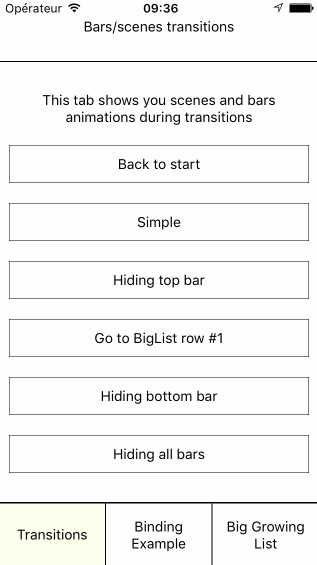 Opérateur 09:36
Bars/scenes transitions
This tab shows you scenes and bars
animations during transitions
Back to start
Simple
Hiding top bar
Go to BigList row #1
Hiding bottom bar
Hiding all bars
Transitions
Binding
Example
Big Growing
List